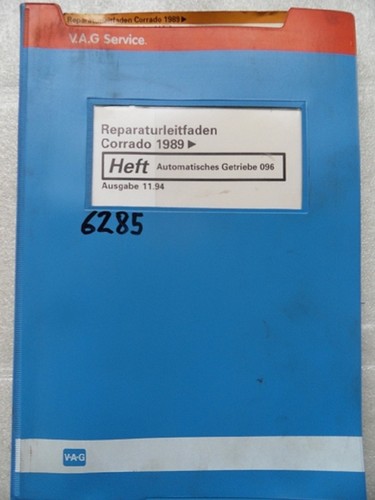 Reparaturleitfaden Corrado 1989 ►
V.A.G Service.
Reparaturleitfaden
Corrado 1989 ►
Heft Automatisches Getriebe 096
Ausgabe 11.94
6285
V·A·G